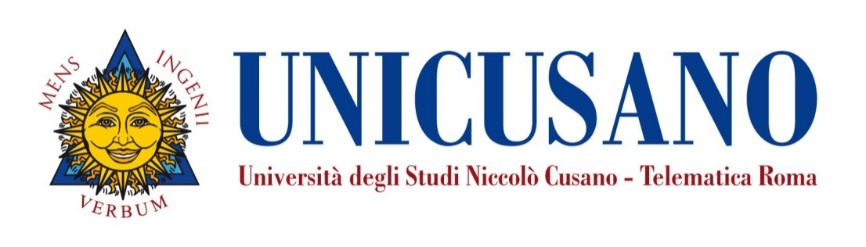 MENS INGENII VERBUM
UNICUSANO
Università degli Studi Niccolò Cusano - Telematica Roma